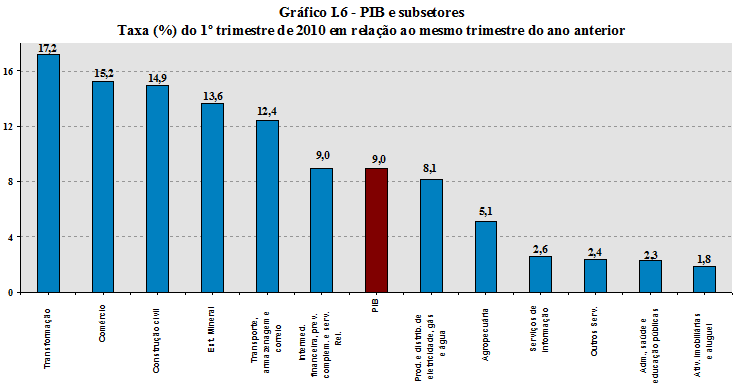 Gráfico I.6 - PIB e subsetores
Taxa (%) do 1º trimestre de 2010 em relação ao mesmo trimestre do ano anterior
17,2
15,2
14,9
13,6
12,4
9,0
9,0
8,1
5,1
2,6
2,4
2,3
1,8
16
12
8
4
0
Transformação
Comércio
Construção civil
Ext. Mineral
Transporte,
armazenagem e
correio
Intermed.
financeira, prev.
complem. e serv.
Rel.
PIB
Prod. e distrib. de
eletricidade, gás
e água
Agropecuária
Serviços de
informação
Outros Serv.
Adm., saúde e
educação públicas
Ativ. imobiliárias
e aluguel